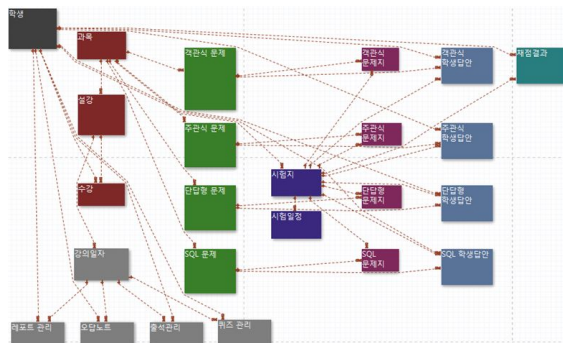 학생
과목
객관식 문제
객관식
문제지
객관식
학생답안
채점결과
설강
주관식 문제
주관식
문제지
주관식
학생답안
시험지
수강
단답형 문제
단답형
문제지
단답형
학생답안
시험일정
강의일자
SQL 문제
SQL
문제지
SQL 학생답안
레포트 관리
오답노트
출석관리
퀴즈 관리